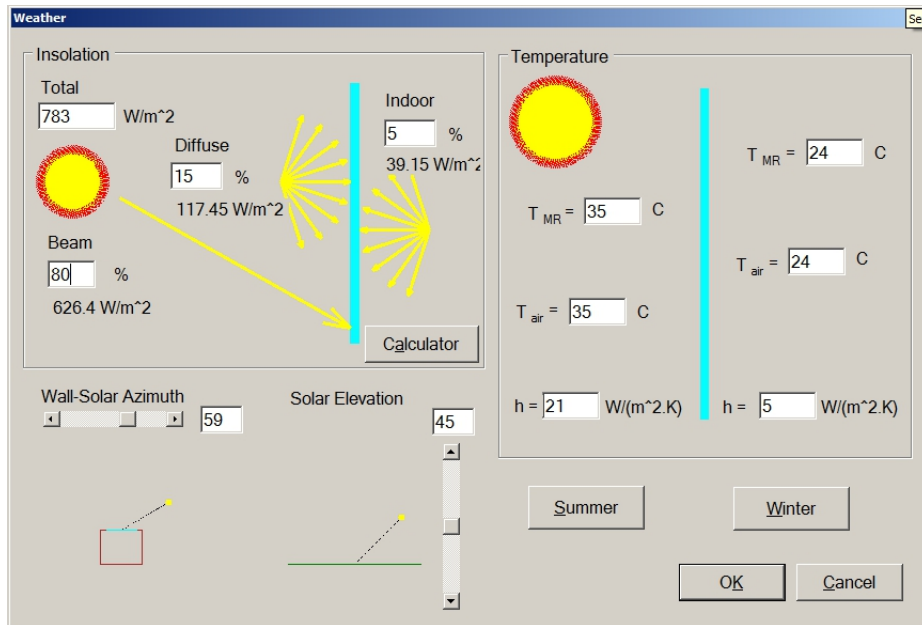 Weather
Se
Insolation
Total
783 W/m^2
Diffuse
15 %
117.45 W/m^2
Beam
80 %
626.4 W/m^2
Indoor
5 %
39.15 W/m^2
Calculator
Wall-Solar Azimuth
59
Solar Elevation
45
Temperature
T MR = 35 C
T air = 35 C
h = 21 W/(m^2.K)
T MR = 24 C
T air = 24 C
h = 5 W/(m^2.K)
Summer
Winter
OK
Cancel